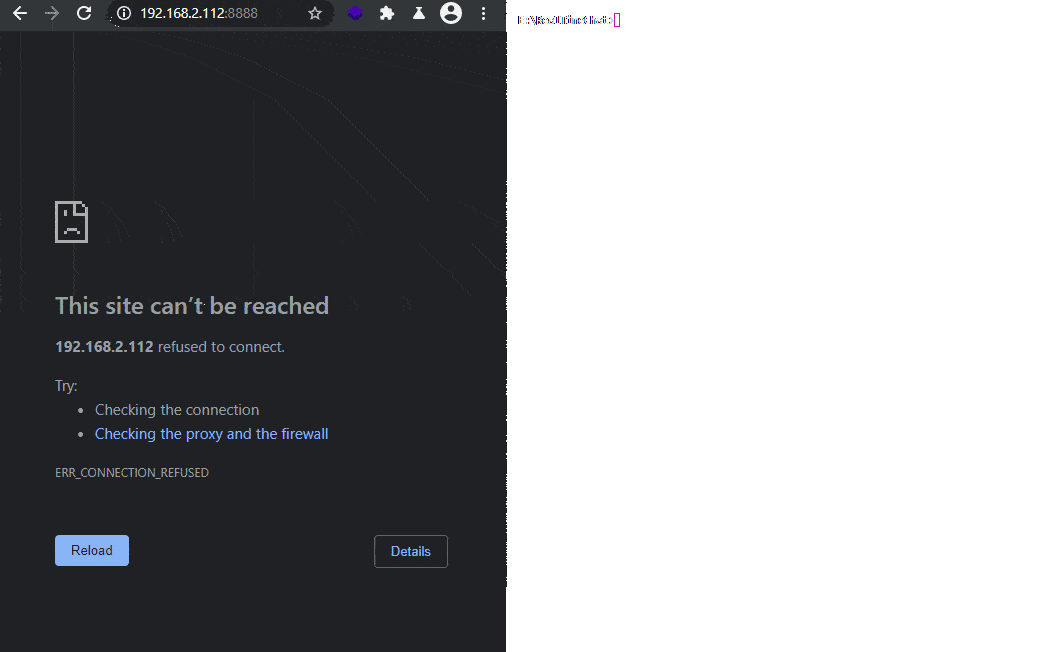 192.168.2.112:8888
This site can’t be reached
192.168.2.112 refused to connect.
Try:
Checking the connection
Checking the proxy and the firewall
ERR_CONNECTION_REFUSED
Reload
Details